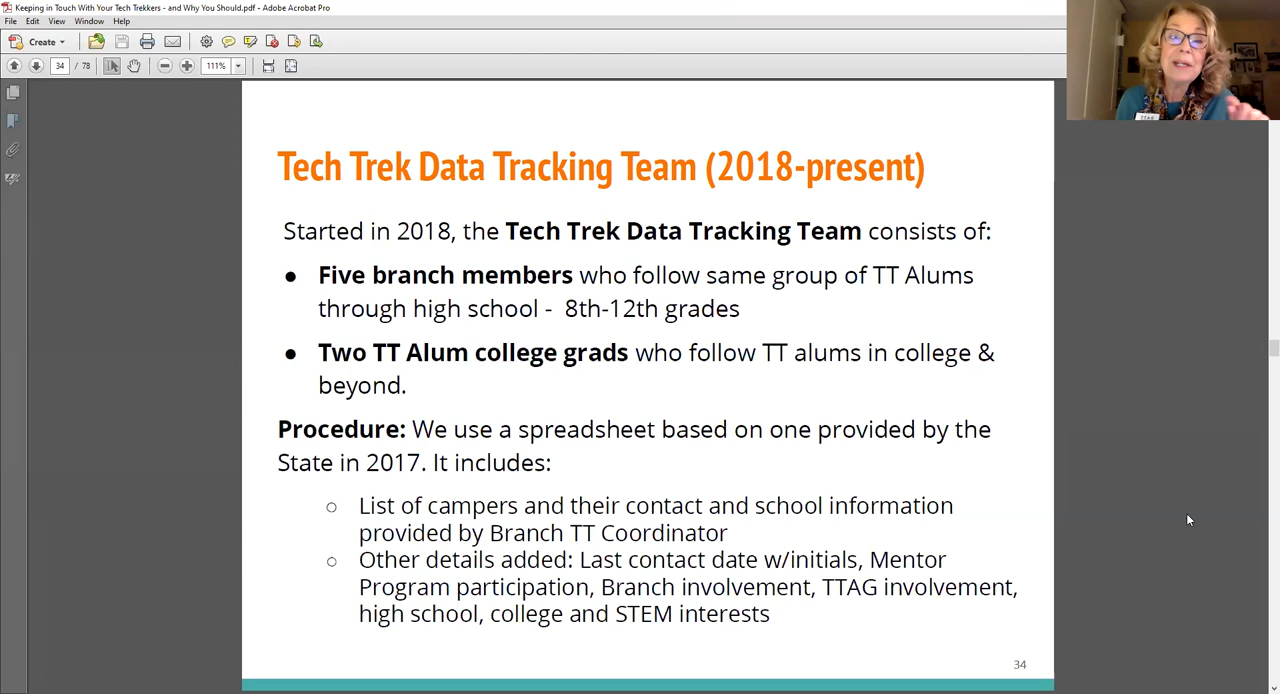 Keeping in Touch With Your Tech Trekkers - and Why You Should.pdf - Adobe Acrobat Pro
File Edit View Window Help
Create
34 / 78 111%
Tech Trek Data Tracking Team (2018-present)
Started in 2018, the Tech Trek Data Tracking Team consists of:
● Five branch members who follow same group of TT Alums
through high school - 8th-12th grades
● Two TT Alum college grads who follow TT alums in college &
beyond.
Procedure: We use a spreadsheet based on one provided by the
State in 2017. It includes:
○ List of campers and their contact and school information
provided by Branch TT Coordinator
○ Other details added: Last contact date w/initials, Mentor
Program participation, Branch involvement, TTAG involvement,
high school, college and STEM interests
34